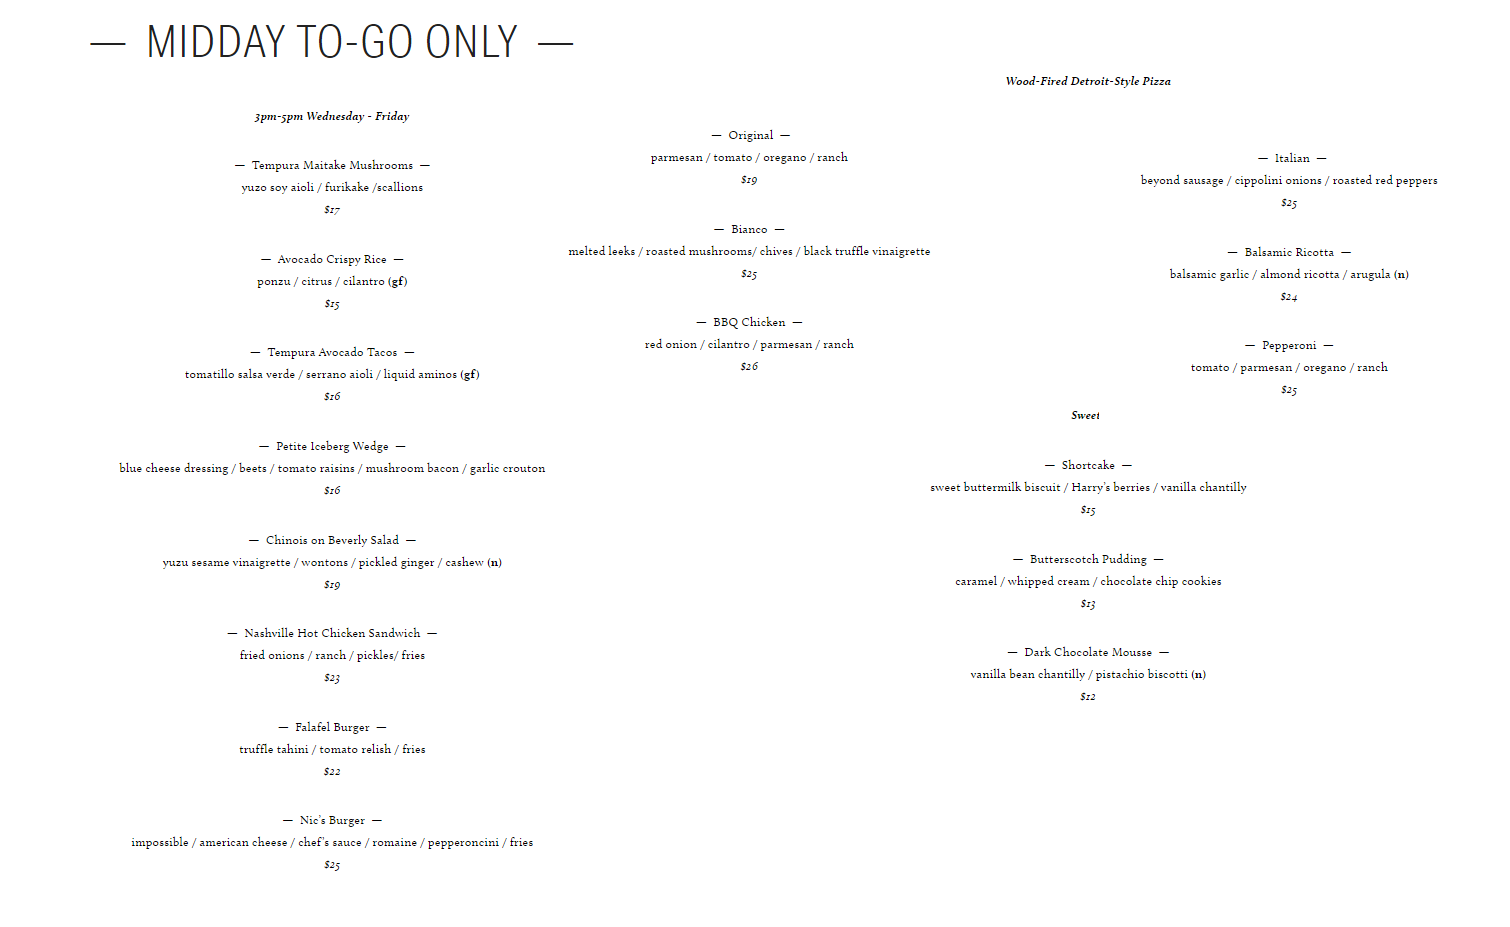 — MIDDAY TO-GO ONLY —
3pm-5pm Wednesday - Friday
— Tempura Maitake Mushrooms —
yuzo soy aioli / furikake /scallions
$17
— Avocado Crispy Rice —
ponzu / citrus / cilantro (gf)
$15
— Tempura Avocado Tacos —
tomatillo salsa verde / serrano aioli / liquid aminos (gf)
$16
— Petite Iceberg Wedge —
blue cheese dressing / beets / tomato raisins / mushroom bacon / garlic crouton
$16
— Chinois on Beverly Salad —
yuzu sesame vinaigrette / wontons / pickled ginger / cashew (n)
$19
— Nashville Hot Chicken Sandwich —
fried onions / ranch / pickles/ fries
$23
— Falafel Burger —
truffle tahini / tomato relish / fries
$22
— Nic's Burger —
impossible / american cheese / chef's sauce / romaine / pepperoncini / fries
$25
Wood-Fired Detroit-Style Pizza
— Original —
parmesan / tomato / oregano / ranch
$19
— Bianco —
melted leeks / roasted mushrooms/ chives / black truffle vinaigrette
$25
— BBQ Chicken —
red onion / cilantro / parmesan / ranch
$26
— Italian —
beyond sausage / cippolini onions / roasted red peppers
$25
— Balsamic Ricotta —
balsamic garlic / almond ricotta / arugula (n)
$24
— Pepperoni —
tomato / parmesan / oregano / ranch
$25
Sweet
— Shortcake —
sweet buttermilk biscuit / Harry's berries / vanilla chantilly
$15
— Butterscotch Pudding —
caramel / whipped cream / chocolate chip cookies
$13
— Dark Chocolate Mousse —
vanilla bean chantilly / pistachio biscotti (n)
$12